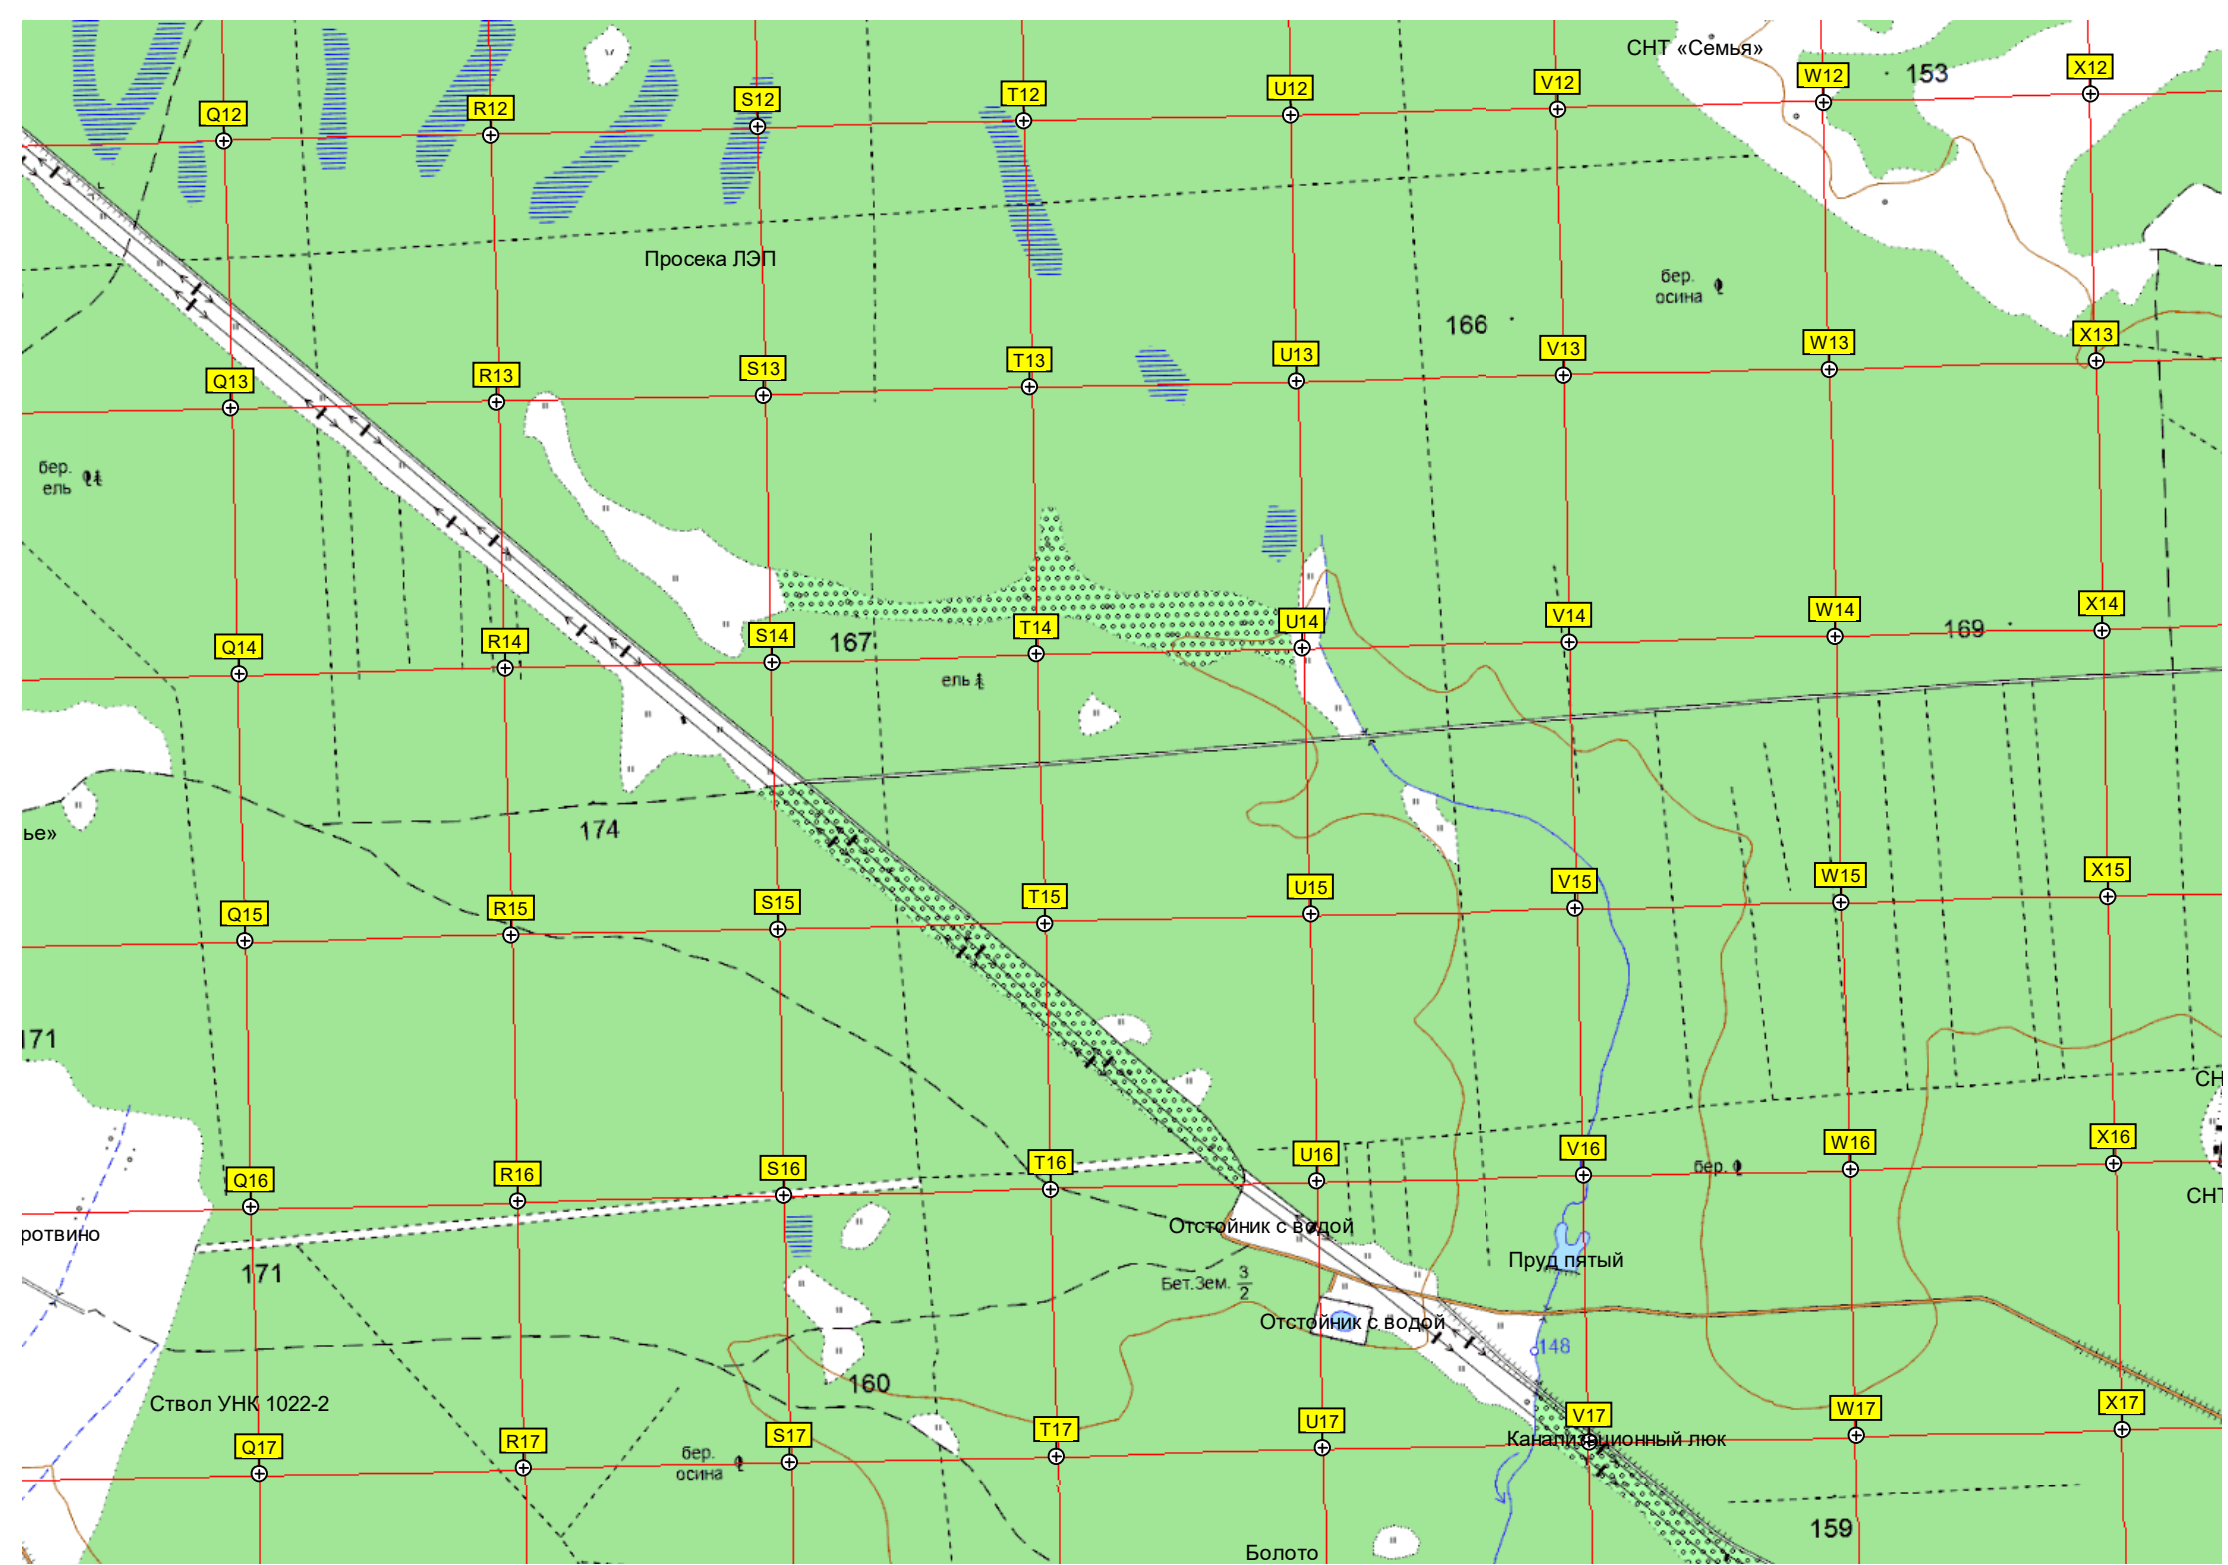 СНТ «Семья»
153
Q12
R12
S12
T12
U12
V12
W12
X12
Просека ЛЭП
бер.
осина
166
Q13
R13
S13
T13
U13
V13
W13
X13
бер.
ель
Q14
R14
S14
T14
U14
V14
W14
X14
167
169
ель
174
ье»
Q15
R15
S15
T15
U15
V15
W15
X15
171
СН
Q16
R16
S16
T16
U16
V16
W16
X16
бер.
СНТ
ротвино
Отстойник с водой
171
Пруд пятый
Бет.Зем. 3
2
Отстойник с водой
148
160
Ствол УНК 1022-2
Q17
R17
S17
T17
U17
V17
W17
X17
Канализационный люк
бер.
осина
159
Болото